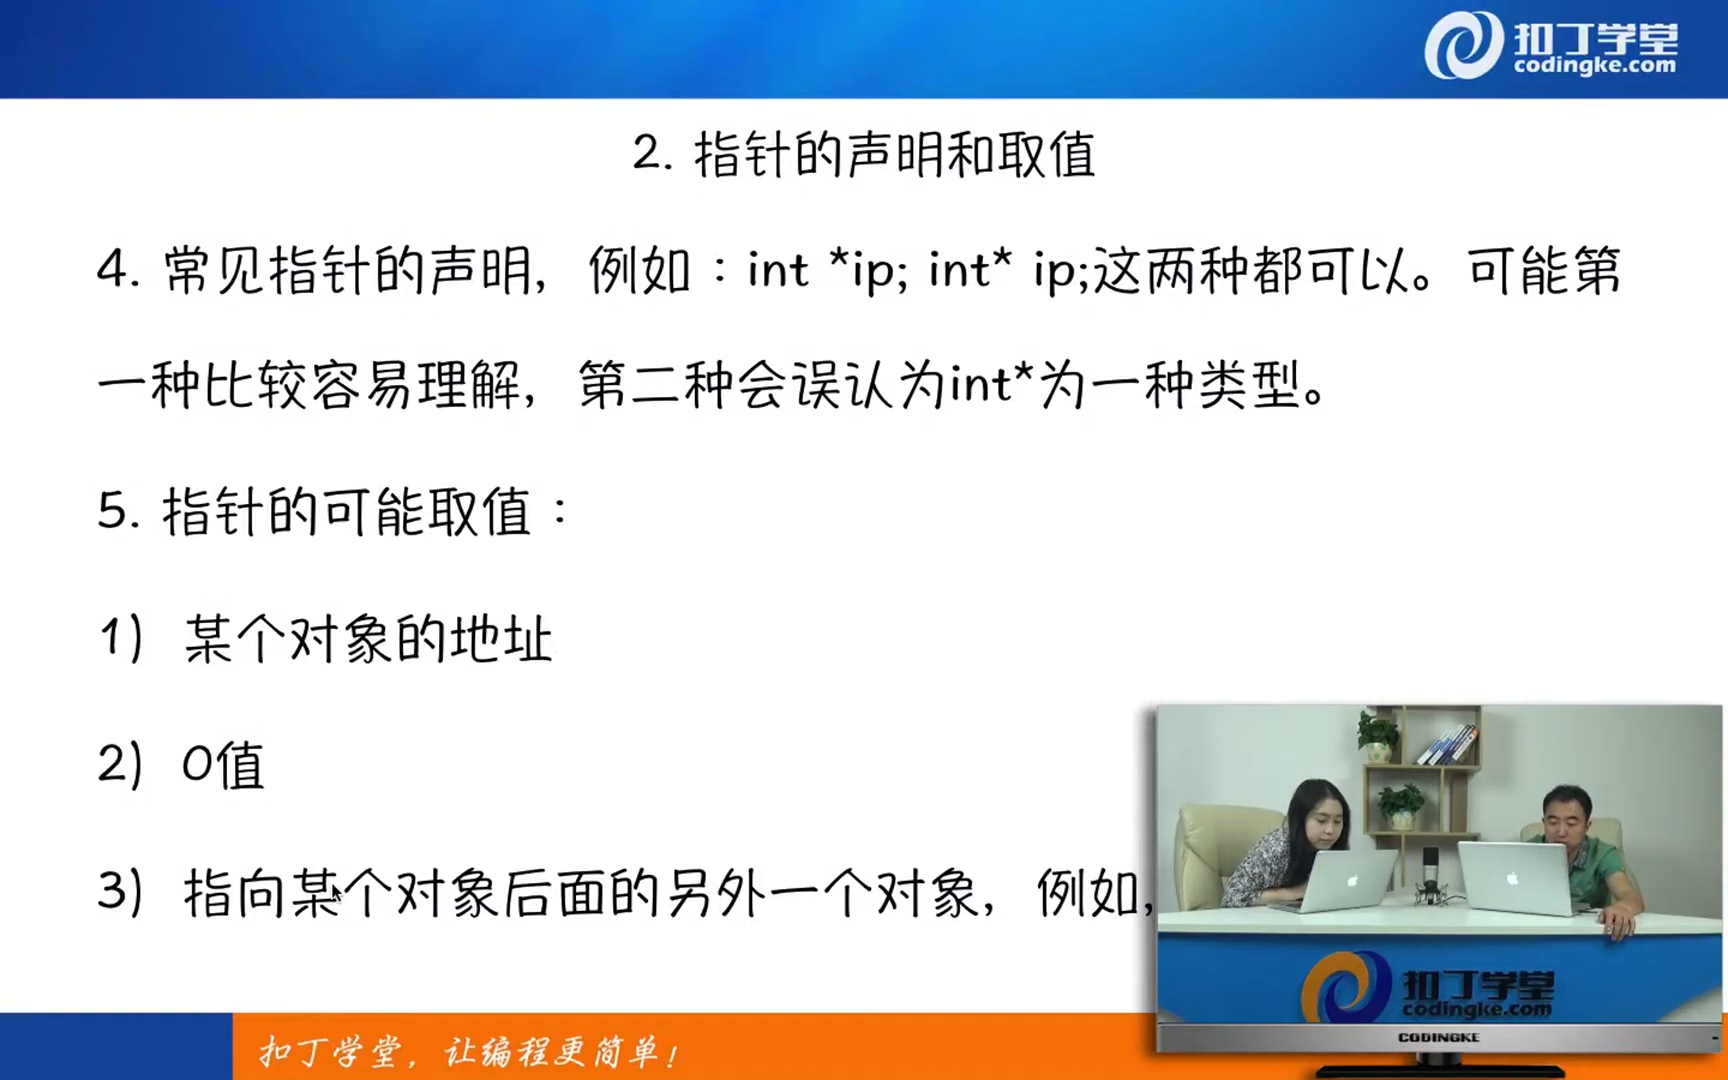 扣丁学堂
codingke.com
2. 指针的声明和取值
4. 常见指针的声明, 例如：int *ip; int* ip;这两种都可以。可能第
一种比较容易理解, 第二种会误认为int*为一种类型。
5. 指针的可能取值：
1) 某个对象的地址
2) 0值
3) 指向某个对象后面的另外一个对象, 例如,
扣丁学堂
codingke.com
CODINGKE
扣丁学堂, 让编程更简单!